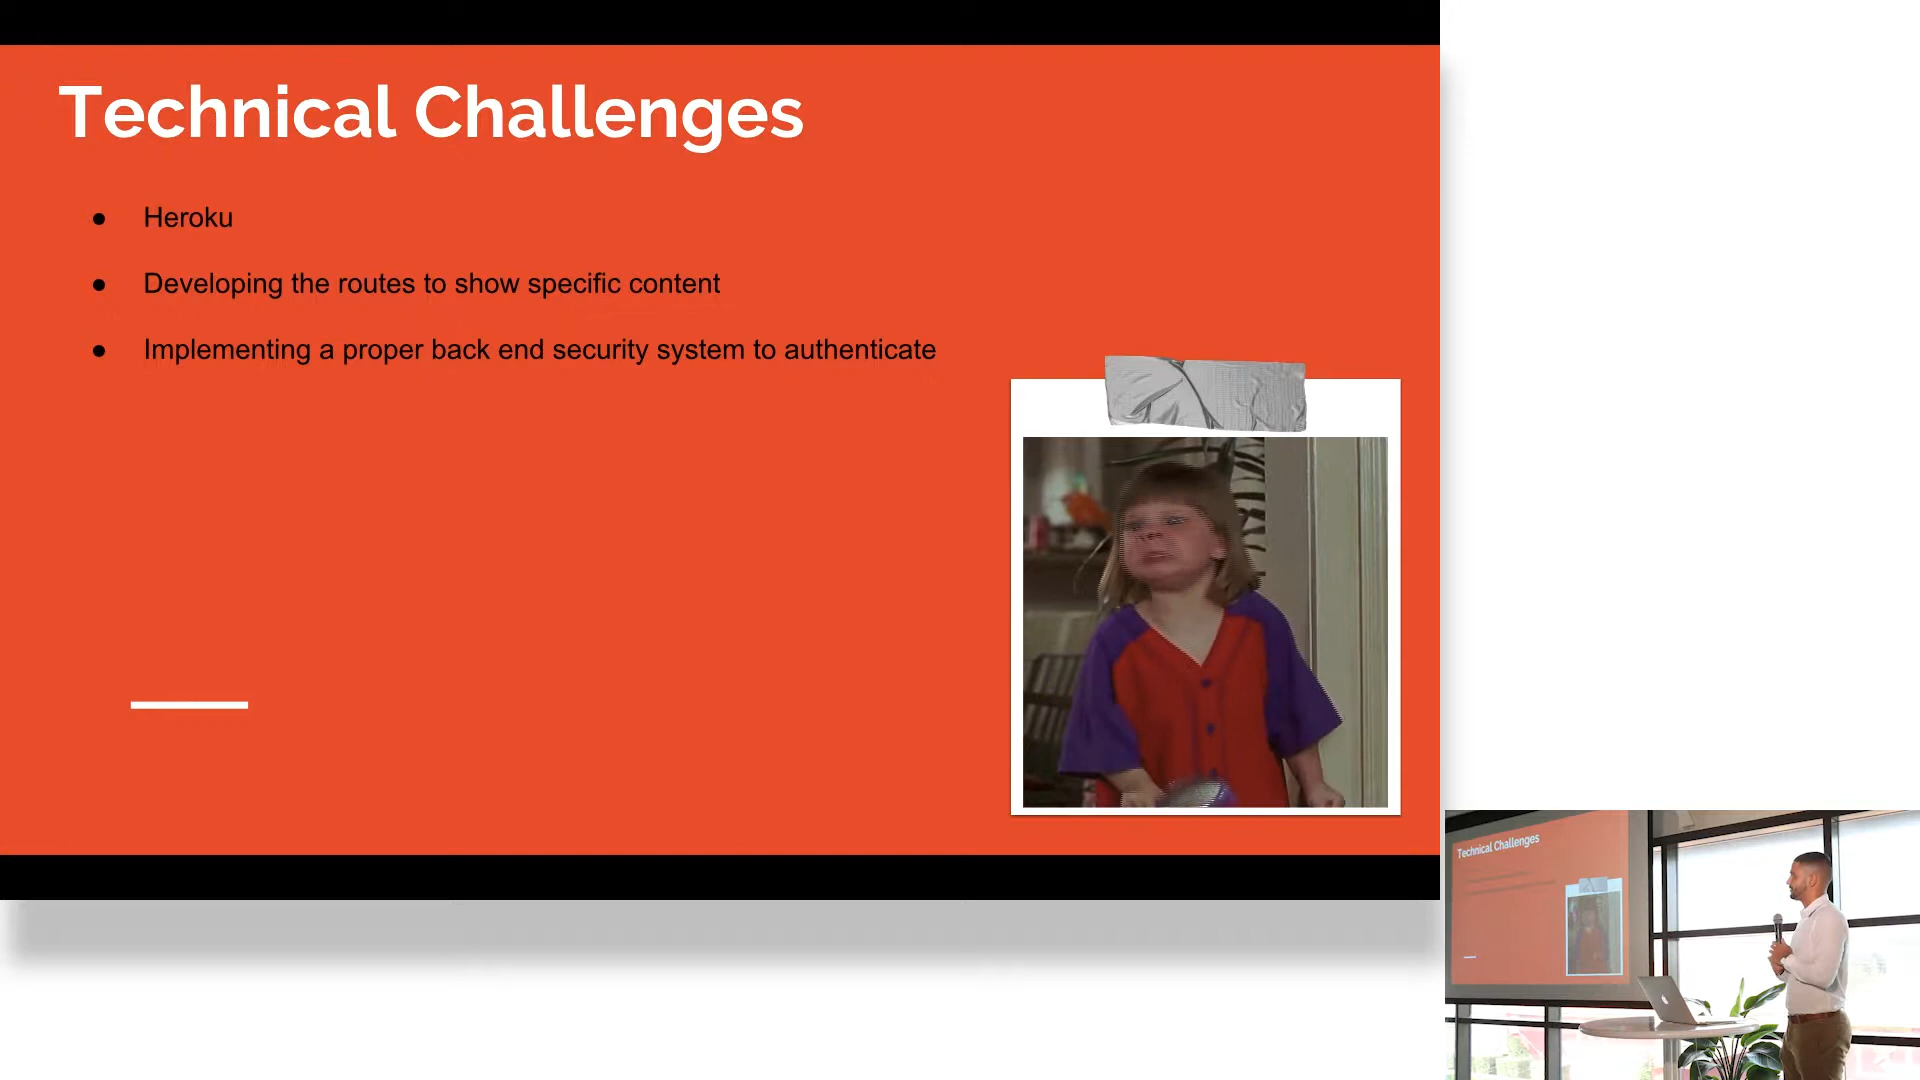 Technical Challenges
● Heroku
● Developing the routes to show specific content
● Implementing a proper back end security system to authenticate
Technical Challenges